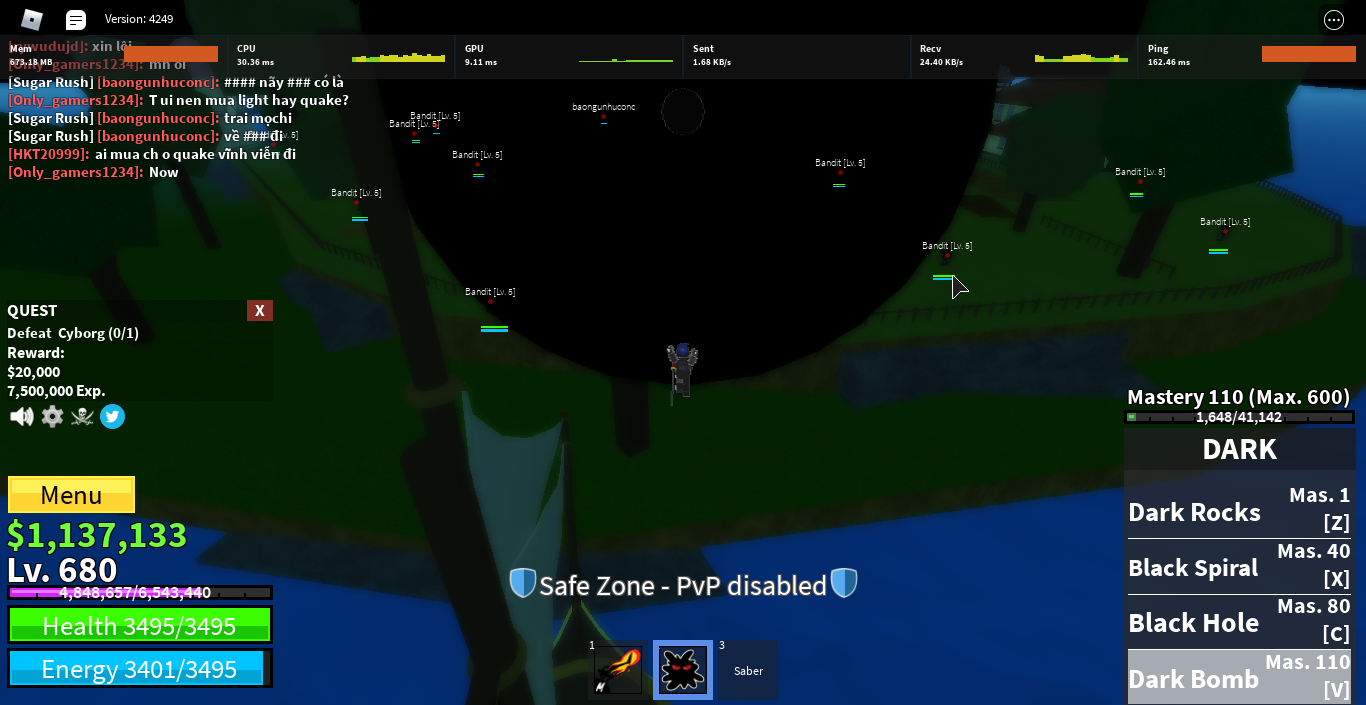 Version: 4249
Mem
673.18 MB
CPU
30.36 ms
GPU
9.11 ms
Sent
1.68 KB/s
Recv
24.40 KB/s
Ping
162.46 ms
xin lỗi
[Only_gamers1234]:
[Sugar Rush] [baongunhuconc]: #### nãy ### có là
[Only_gamers1234]: T ui nen mua light hay quake?
[Sugar Rush] [baongunhuconc]: trai mọchi
[Sugar Rush] [baongunhuconc]: về ### đi
[HKT20999]: ai mua ch o quake vĩnh viễn đi
[Only_gamers1234]: Now
baongunhuconc
Bandit [Lv. 5]
Bandit [Lv. 5]
Bandit [Lv. 5]
Bandit [Lv. 5]
Bandit [Lv. 5]
Bandit [Lv. 5]
Bandit [Lv. 5]
Bandit [Lv. 5]
Bandit [Lv. 5]
QUEST
X
Defeat Cyborg (0/1)
Reward:
$20,000
7,500,000 Exp.
Menu
$1,137,133
Lv. 680
4,848,657/6,543,440
Health 3495/3495
Energy 3401/3495
Safe Zone - PvP disabled
1
3
Saber
Mastery 110 (Max. 600)
1,648/41,142
DARK
Mas. 1
Dark Rocks
[Z]
Mas. 40
Black Spiral
[X]
Mas. 80
Black Hole
[C]
Mas. 110
Dark Bomb
[V]